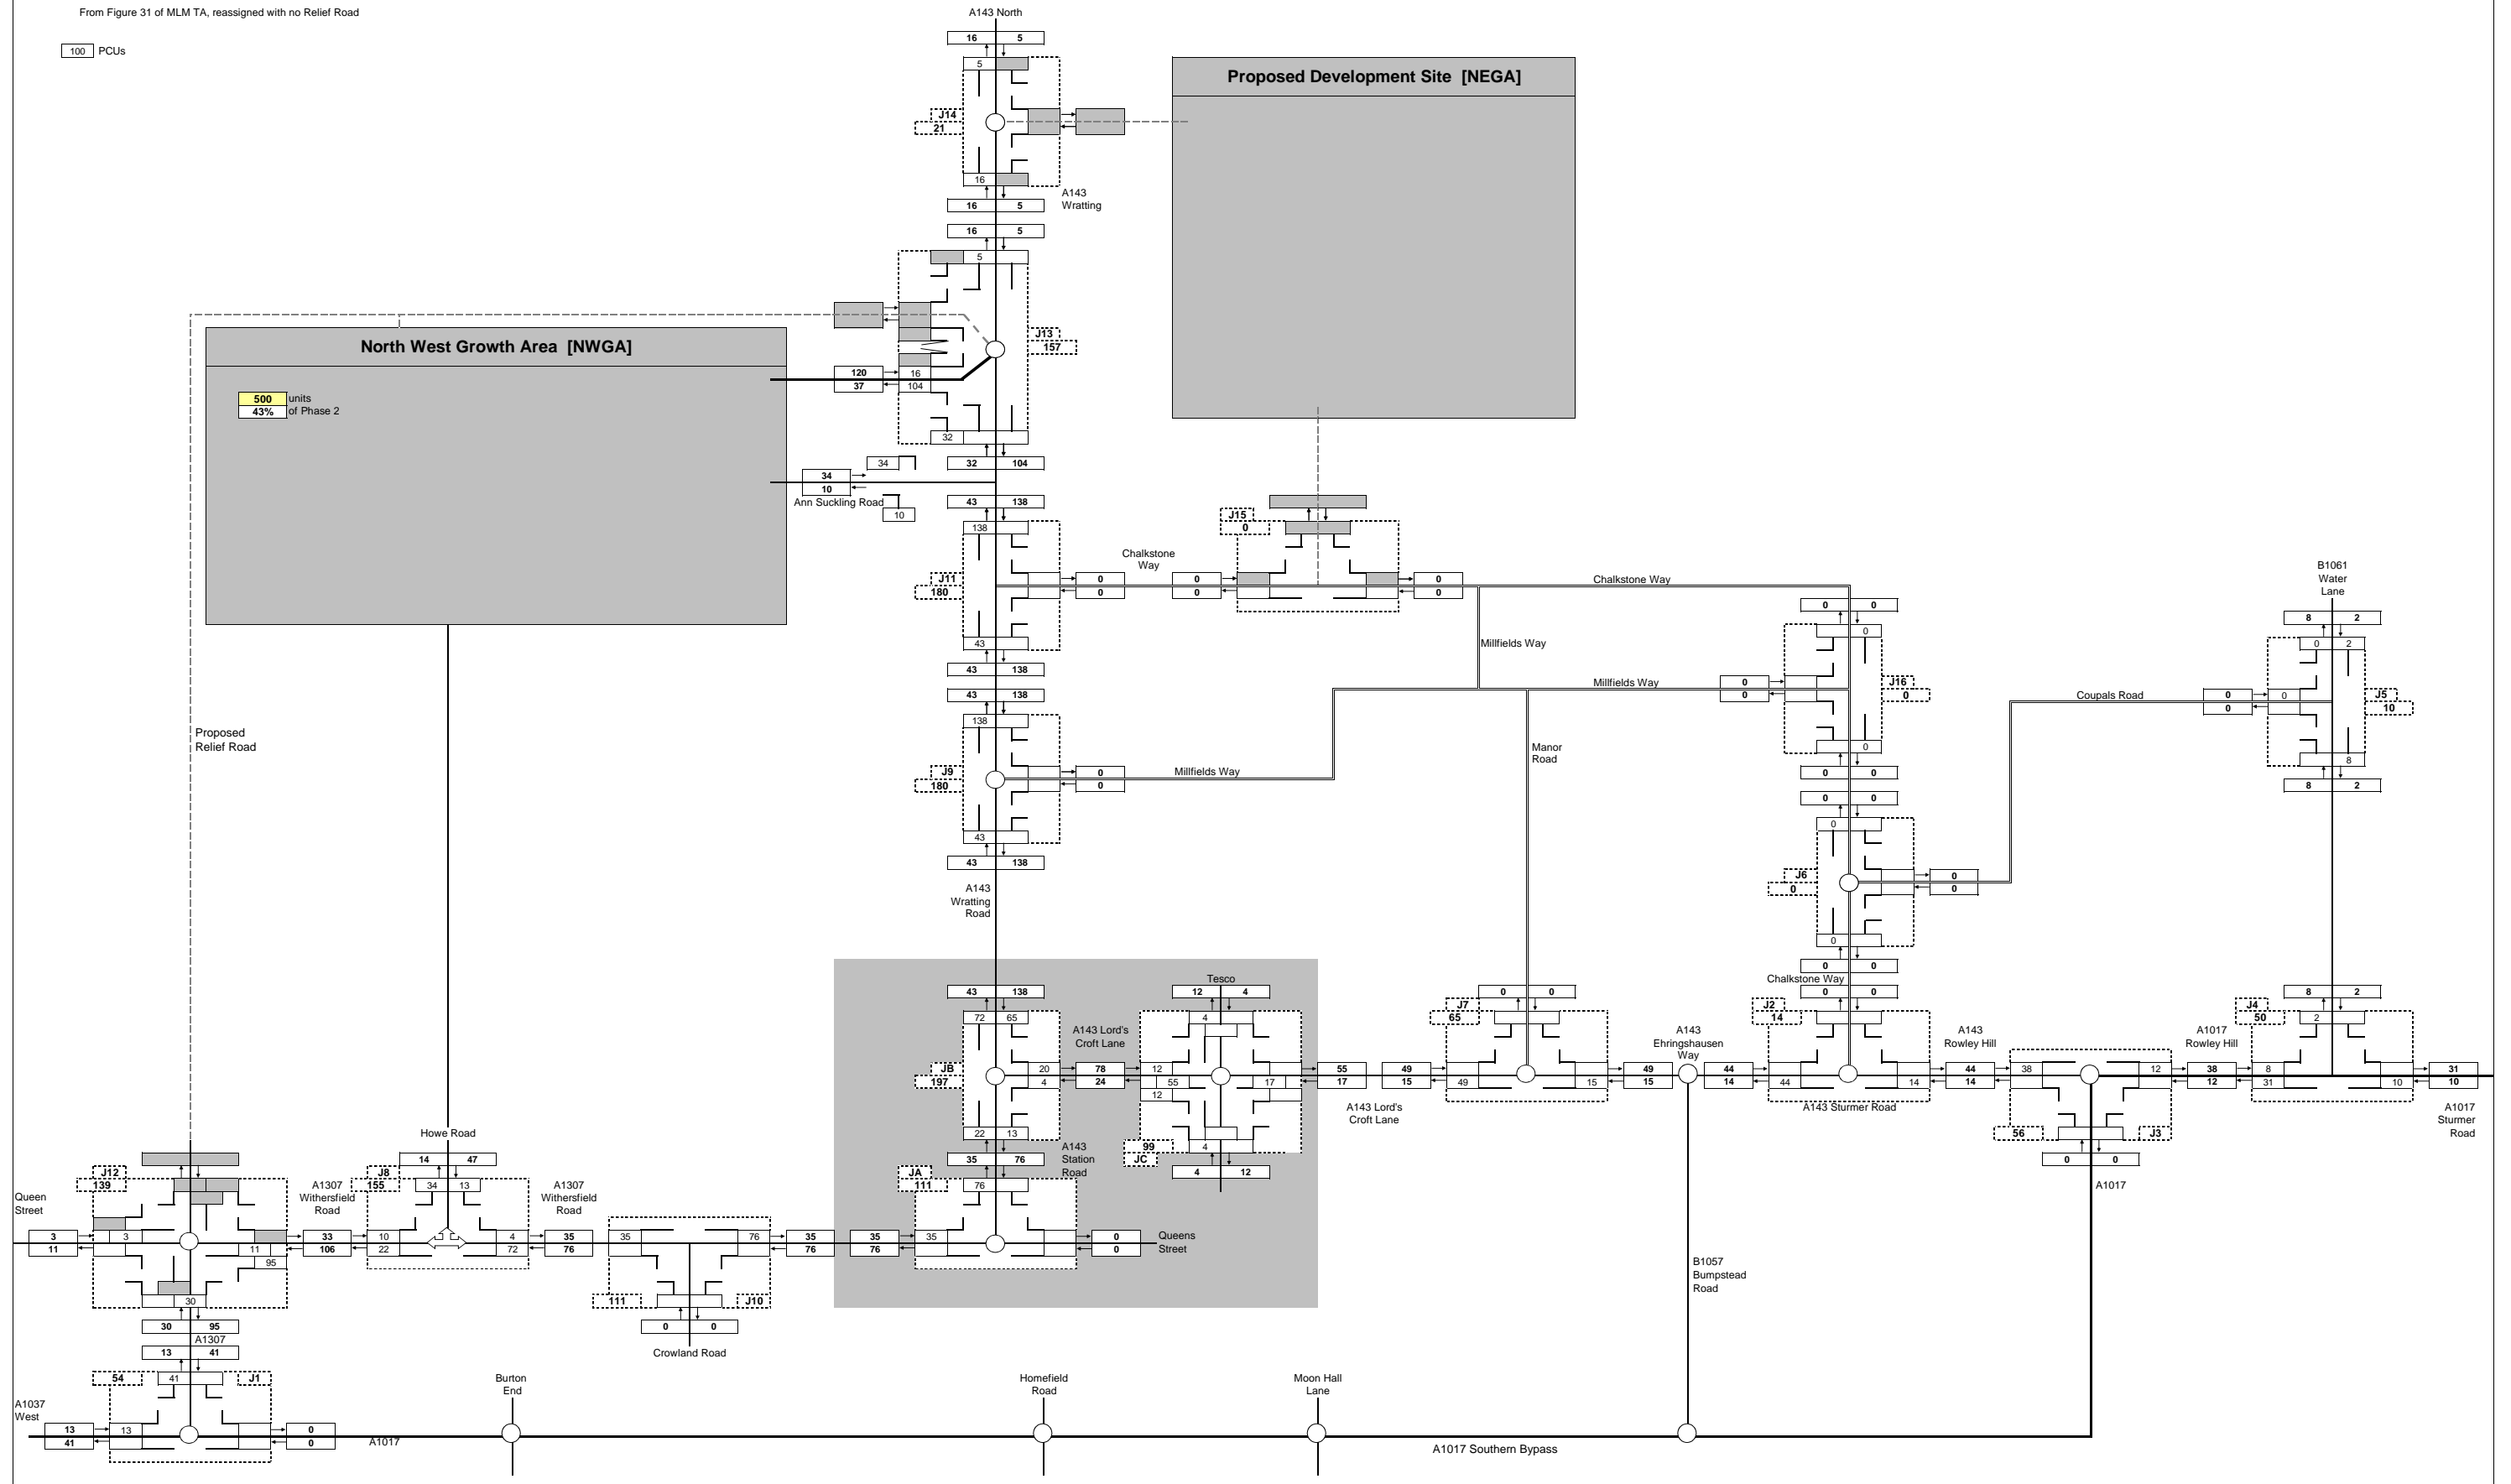 From Figure 31 of MLM TA, reassigned with no Relief Road
100 PCUs
A143 North
16 5
5
J14
21
16
A143
Wratting
16 5
Proposed Development Site [NEGA]
16 5
5
J13
157
120 16
37 104
32
32 104
North West Growth Area [NWGA]
500 units
43% of Phase 2
34
34
10
Ann Suckling Road
10
43 138
138
J11
180
0
0
43
43 138
Chalkstone
Way
J15
0
0
0
0
0
Chalkstone Way
Millfields Way
Millfields Way
0 0
0
0
0
J16
0
0
0 0
B1061
Water
Lane
8 2
0 2
Coupals Road
0 0
0
J5
10
8
8 2
43 138
138
J9
180
0
0
Millfields Way
43
43 138
Manor
Road
0 0
0
J6
0
0
0
0
0 0
Chalkstone Way
A143
Wratting
Road
Proposed
Relief Road
43 138
72 65
JB
197
20
4
A143 Lord's
Croft Lane
78
24
22 13
35 76
A143
Station
Road
Tesco
12 4
4
12
55
12
17
55
17
99
JC
4
4 12
A143 Lord's
Croft Lane
0 0
J7
65
49
15
49
15
49
15
A143
Ehringshausen
Way
0 0
J2
14
44
14
44
14
44
14
A143 Sturmer Road
A143
Rowley Hill
38
12
56
J3
0 0
A1017
A1017
Rowley Hill
38
12
8 2
J4
50
2
8
31
10
31
10
A1017
Sturmer
Road
Howe Road
14 47
J8
155
34 13
10
22
4
72
A1307
Withersfield
Road
35
76
J12
139
Queen
Street
3
11
3
11
95
A1307
Withersfield
Road
33
106
30
30 95
A1307
35
76
35
76
111
J10
0 0
Crowland Road
JA
111
76
35
76
35
0
0
Queens
Street
B1057
Bumpstead
Road
13 41
54
41
J1
A1037
West
13
41
13
0
0
A1017
Burton
End
Homefield
Road
Moon Hall
Lane
A1017 Southern Bypass